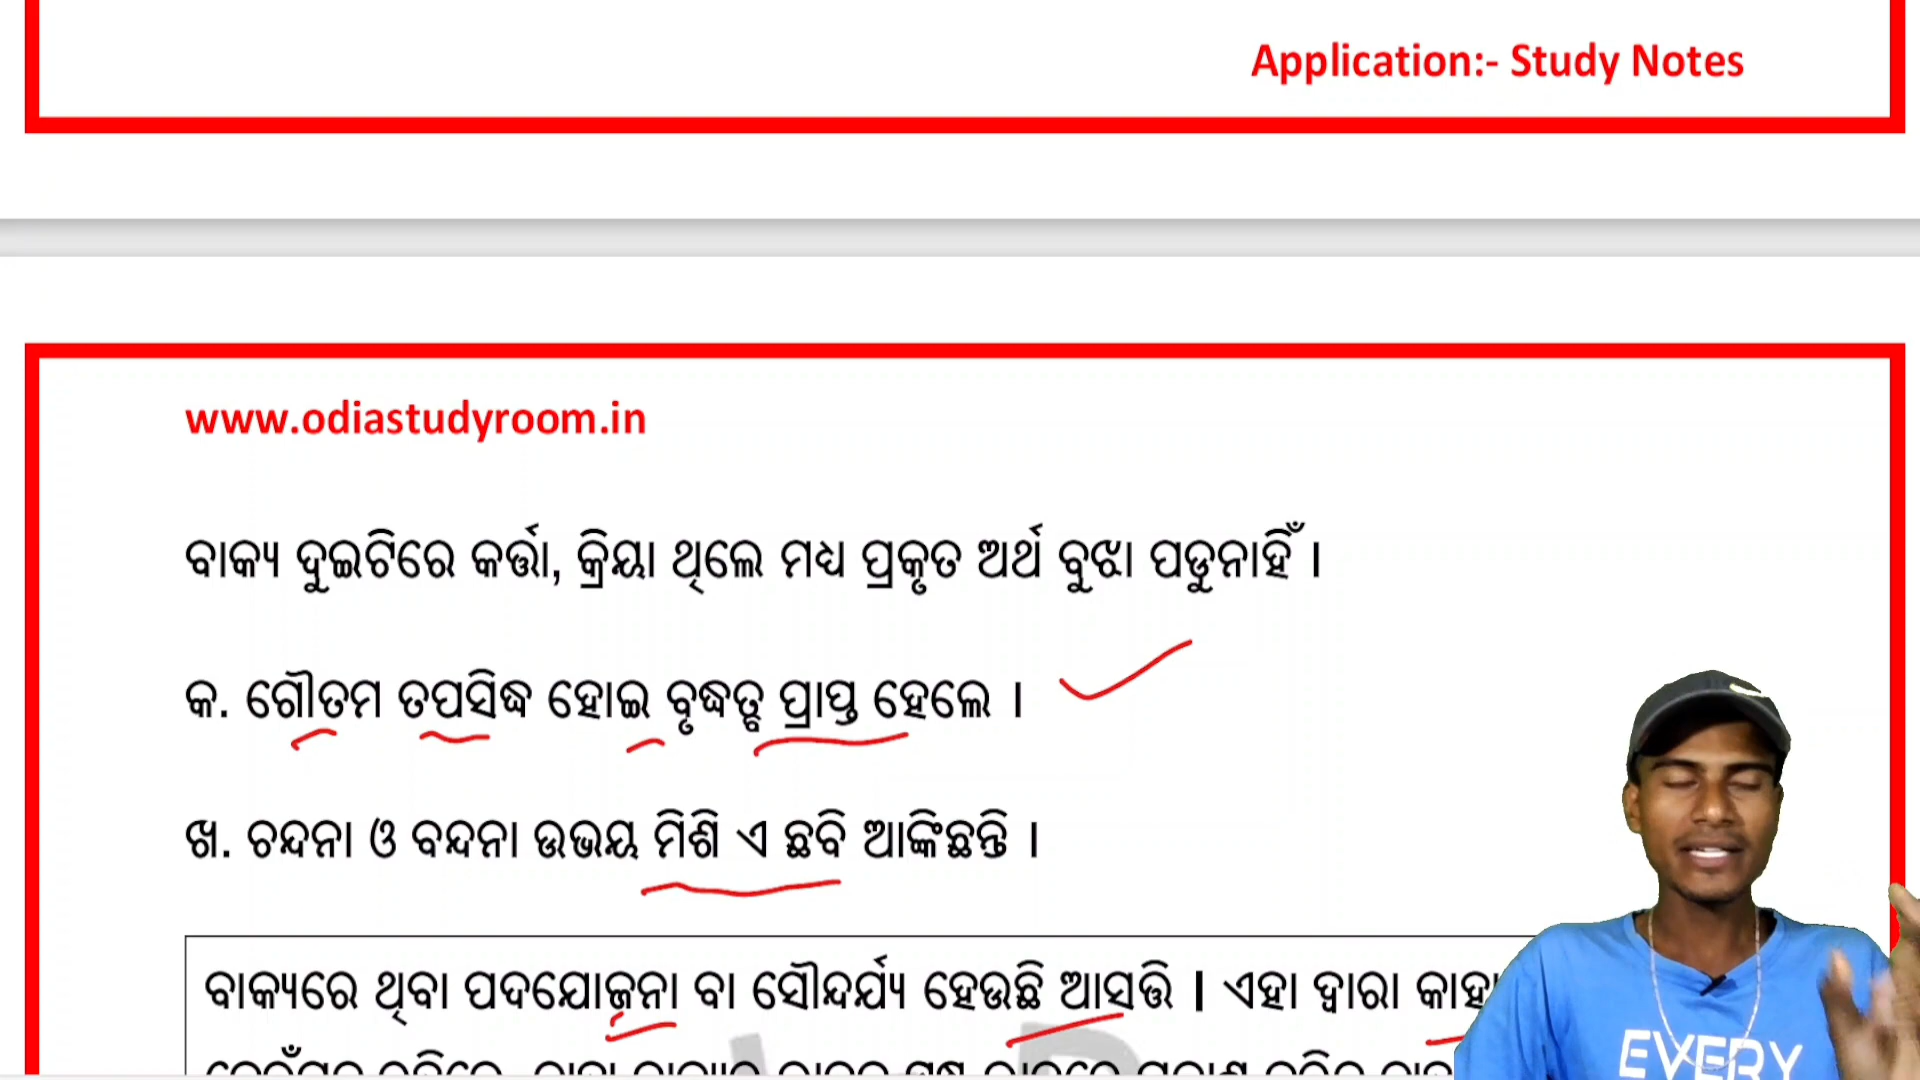 Application:- Study Notes
www.odiastudyroom.in
ବାକ୍ୟ ଦୁଇଟିରେ କର୍ତ୍ତା, କ୍ରିୟା ଥିଲେ ମଧ୍ୟ ପ୍ରକୃତ ଅର୍ଥ ବୁଝା ପଡୁନାହିଁ ।
କ. ଗୌତମ ତପସିଦ୍ଧ ହୋଇ ବୃଦ୍ଧତ୍ବ ପ୍ରାପ୍ତ ହେଲେ ।
ଖ. ଚନ୍ଦନା ଓ ବନ୍ଦନା ଉଭୟ ମିଶି ଏ ଛବି ଆଙ୍କିଛନ୍ତି ।
ବାକ୍ୟରେ ଥିବା ପଦଯୋଜନା ବା ସୌନ୍ଦର୍ଯ୍ୟ ହେଉଛି ଆସତ୍ତି । ଏହା ଦ୍ୱାରା
EVERY